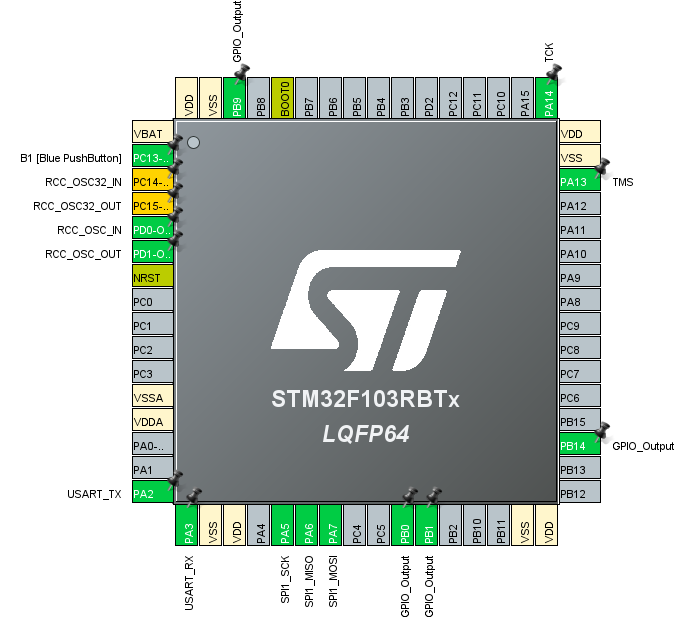 GPIO_Output
TCK
VDD
VSS
PB9
PB8
BOOT0
PB7
PB6
PB5
PB4
PB3
PD2
PC12
PC11
PC10
PA15
PA14
VBAT
B1 [Blue PushButton] PC13-..
RCC_OSC32_IN PC14-..
RCC_OSC32_OUT PC15-..
RCC_OSC_IN PD0-O..
RCC_OSC_OUT PD1-O..
NRST
PC0
PC1
PC2
PC3
VSSA
VDDA
PA0-..
PA1
USART_TX PA2
ST
STM32F103RBTx
LQFP64
VDD
VSS
PA13 TMS
PA12
PA11
PA10
PA9
PA8
PC9
PC8
PC7
PC6
PB15
PB14 GPIO_Output
PB13
PB12
PA3
VSS
VDD
PA4
PA5
PA6
PA7
PC4
PC5
PB0
PB1
PB2
PB10
PB11
VSS
VDD
USART_RX
SPI1_SCK
SPI1_MISO
SPI1_MOSI
GPIO_Output
GPIO_Output